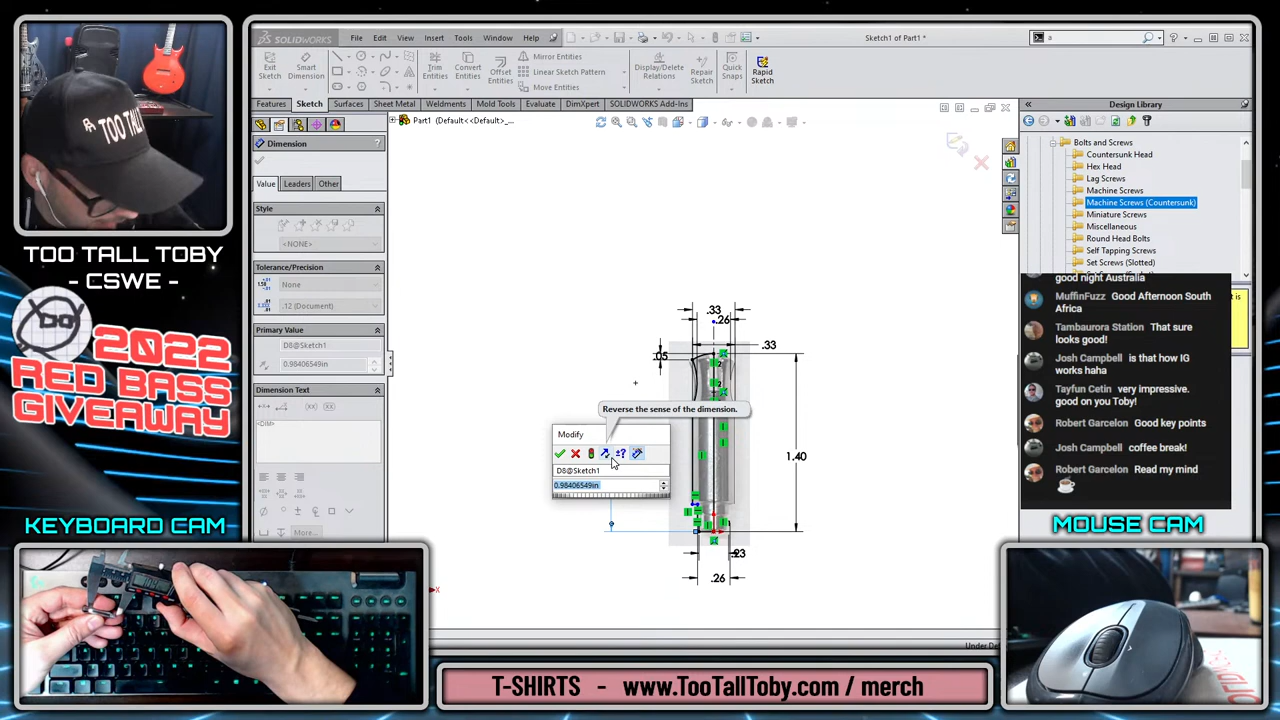 TOO TALL
TOO TALL TOBY
- CSWE -
2022
RED BASS
GIVEAWAY
KEYBOARD CAM
SOLIDWORKS
File Edit View Insert Tools Window
Sketch1 of Part1 *
a
Exit
Sketch
Smart
Dimension
Trim
Entities
Convert
Entities
Offset
Entities
Mirror Entities
Linear Sketch Pattern
Move Entities
Display/Delete
Relations
Repair
Sketch
Quick
Snaps
Rapid
Sketch
Features Sketch Surfaces Sheet Metal Weldments Mold Tools Evaluate DimXpert SOLIDWORKS Add-Ins
Part1 (Default<<Default>_...
Dimension
Value Leaders Other
Style
<NONE>
Tolerance/Precision
None
.12 (Document)
Primary Value
D8@Sketch1
0.98406549in
Dimension Text
<DIM>
More...
.33
.26
.33
.05
1.40
.23
.26
Reverse the sense of the dimension.
Modify
D8@Sketch1
0.98406549in
X
Under De
Design Library
Bolts and Screws
Countersunk Head
Hex Head
Lag Screws
Machine Screws
Machine Screws (Countersunk)
Miniature Screws
Miscellaneous
Round Head Bolts
Self Tapping Screws
Set Screws (Slotted)
good night Australia
MuffinFuzz Good Afternoon South
Africa
Tambaurora Station That sure
looks good!
Josh Campbell is that how IG
works haha
Tayfun Cetin very impressive.
good on you Toby!
Robert Garcelon Good key points
Josh Campbell coffee break!
Robert Garcelon Read my mind
MOUSE CAM
T-SHIRTS - www.TooTallToby.com / merch